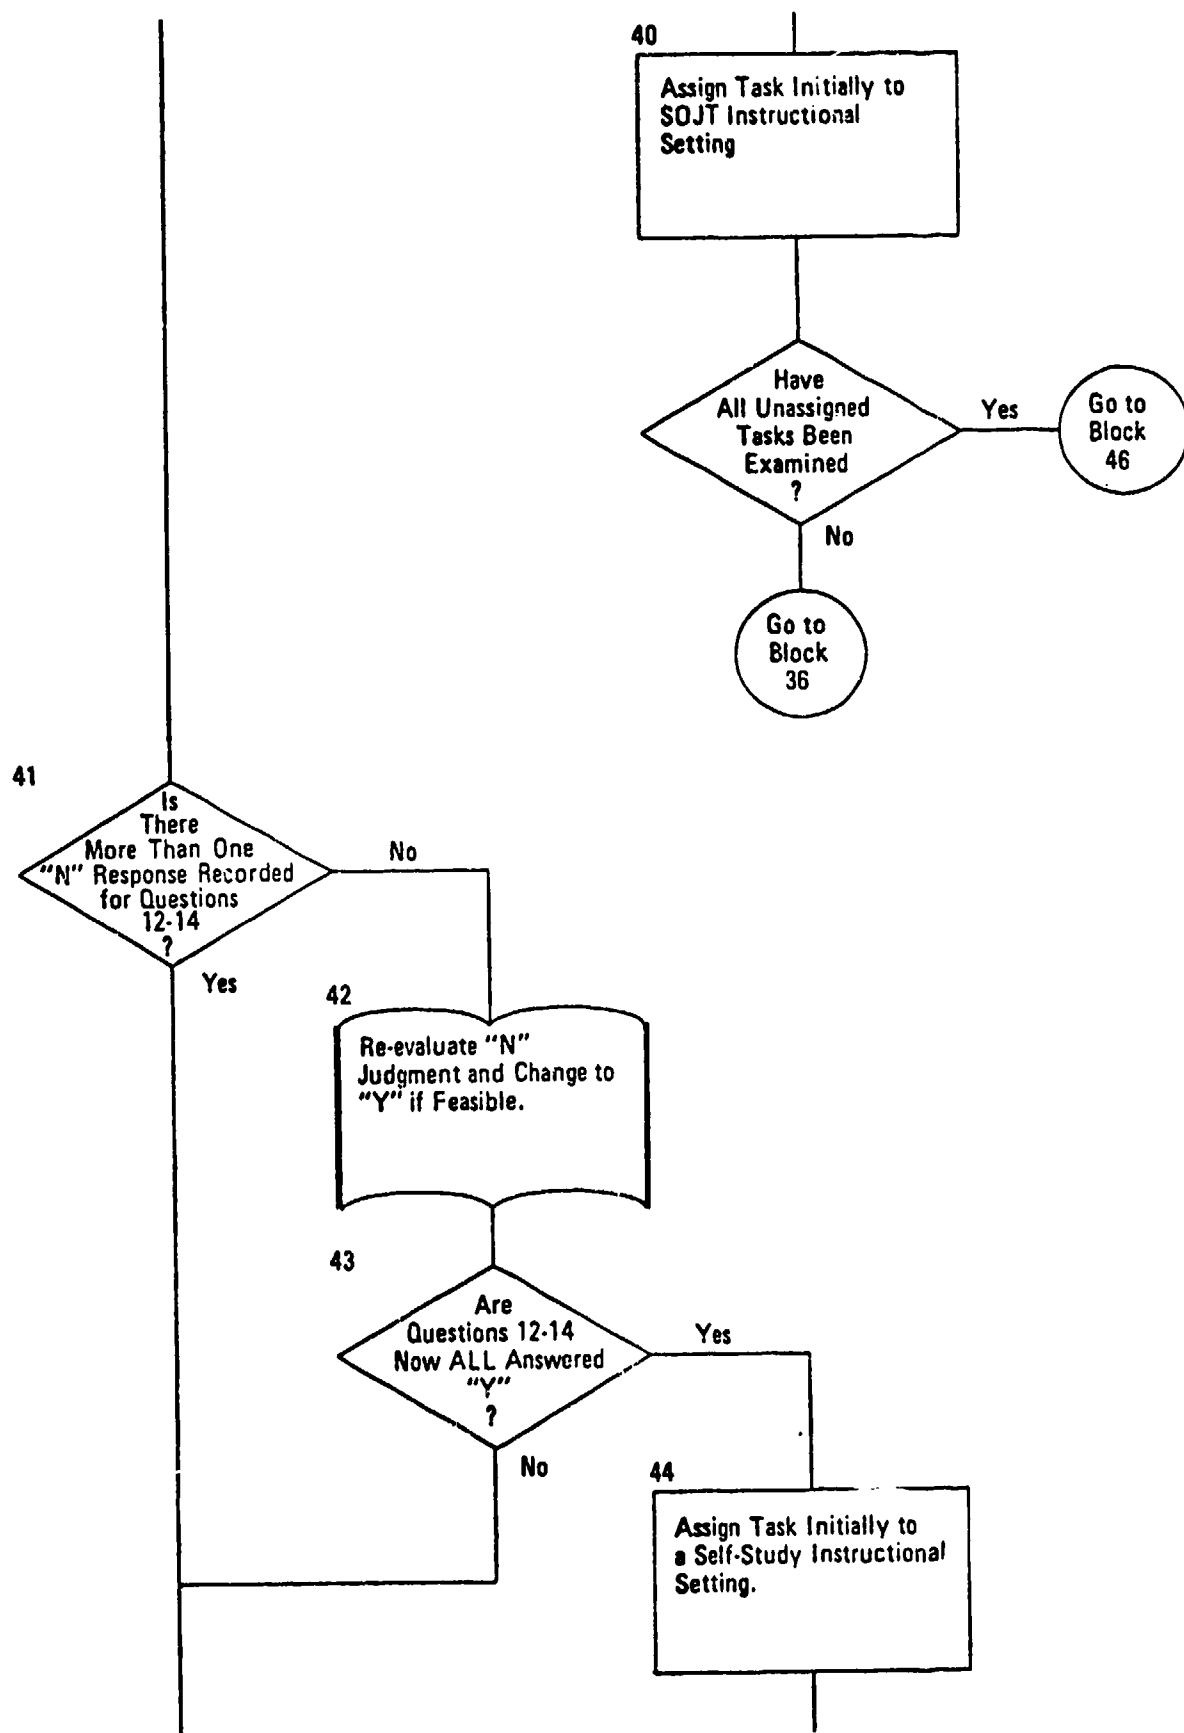 40
Assign Task Initially to
SOJT Instructional
Setting
Have
All Unassigned
Tasks Been
Examined
?
Yes
Go to
Block
46
No
Go to
Block
36
41
Is
There
More Than One
"N" Response Recorded
for Questions
12-14
?
No
Yes
42
Re-evaluate "N"
Judgment and Change to
"Y" if Feasible.
43
Are
Questions 12-14
Now ALL Answered
"Y"
?
Yes
No
44
Assign Task Initially to
a Self-Study Instructional
Setting.